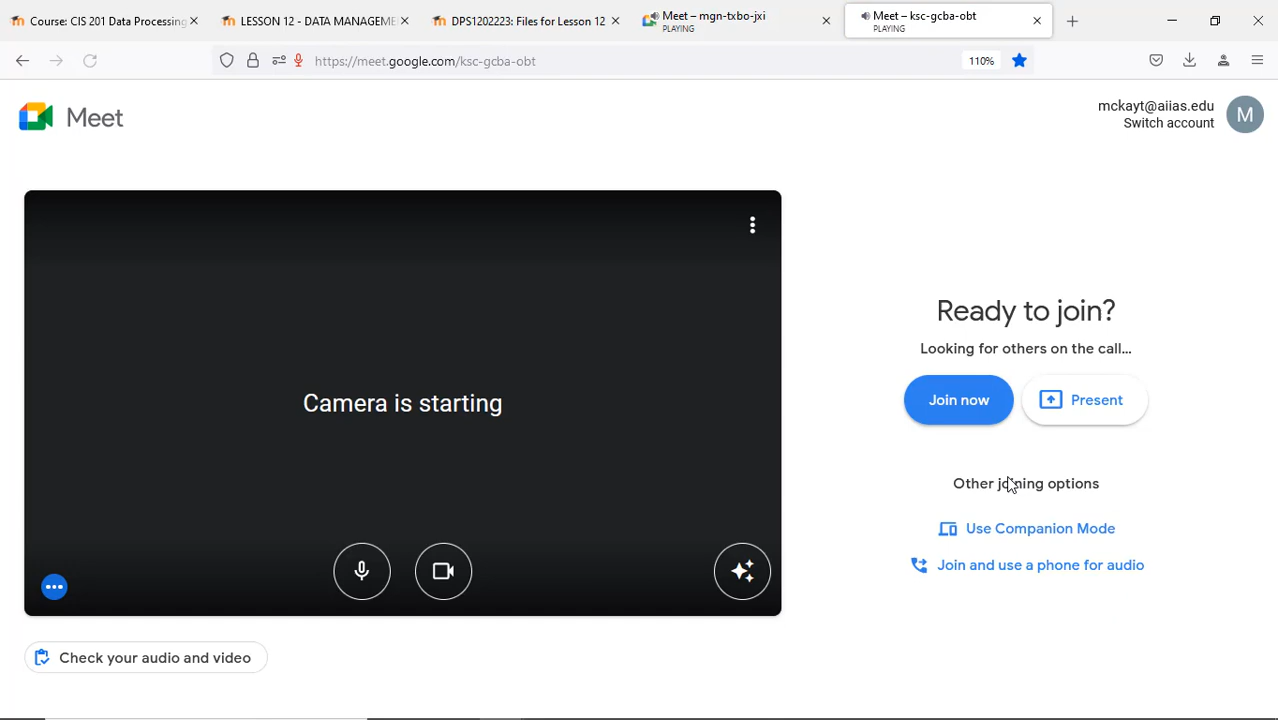 Course: CIS 201 Data Processing
LESSON 12 - DATA MANAGEME
DPS1202223: Files for Lesson 12
Meet – mgn-txbo-jxi
PLAYING
Meet – ksc-gcba-obt
PLAYING
https://meet.google.com/ksc-gcba-obt
110%
Meet
mckayt@aiias.edu
Switch account
M
Camera is starting
Ready to join?
Looking for others on the call...
Join now
Present
Other joining options
Use Companion Mode
Join and use a phone for audio
Check your audio and video